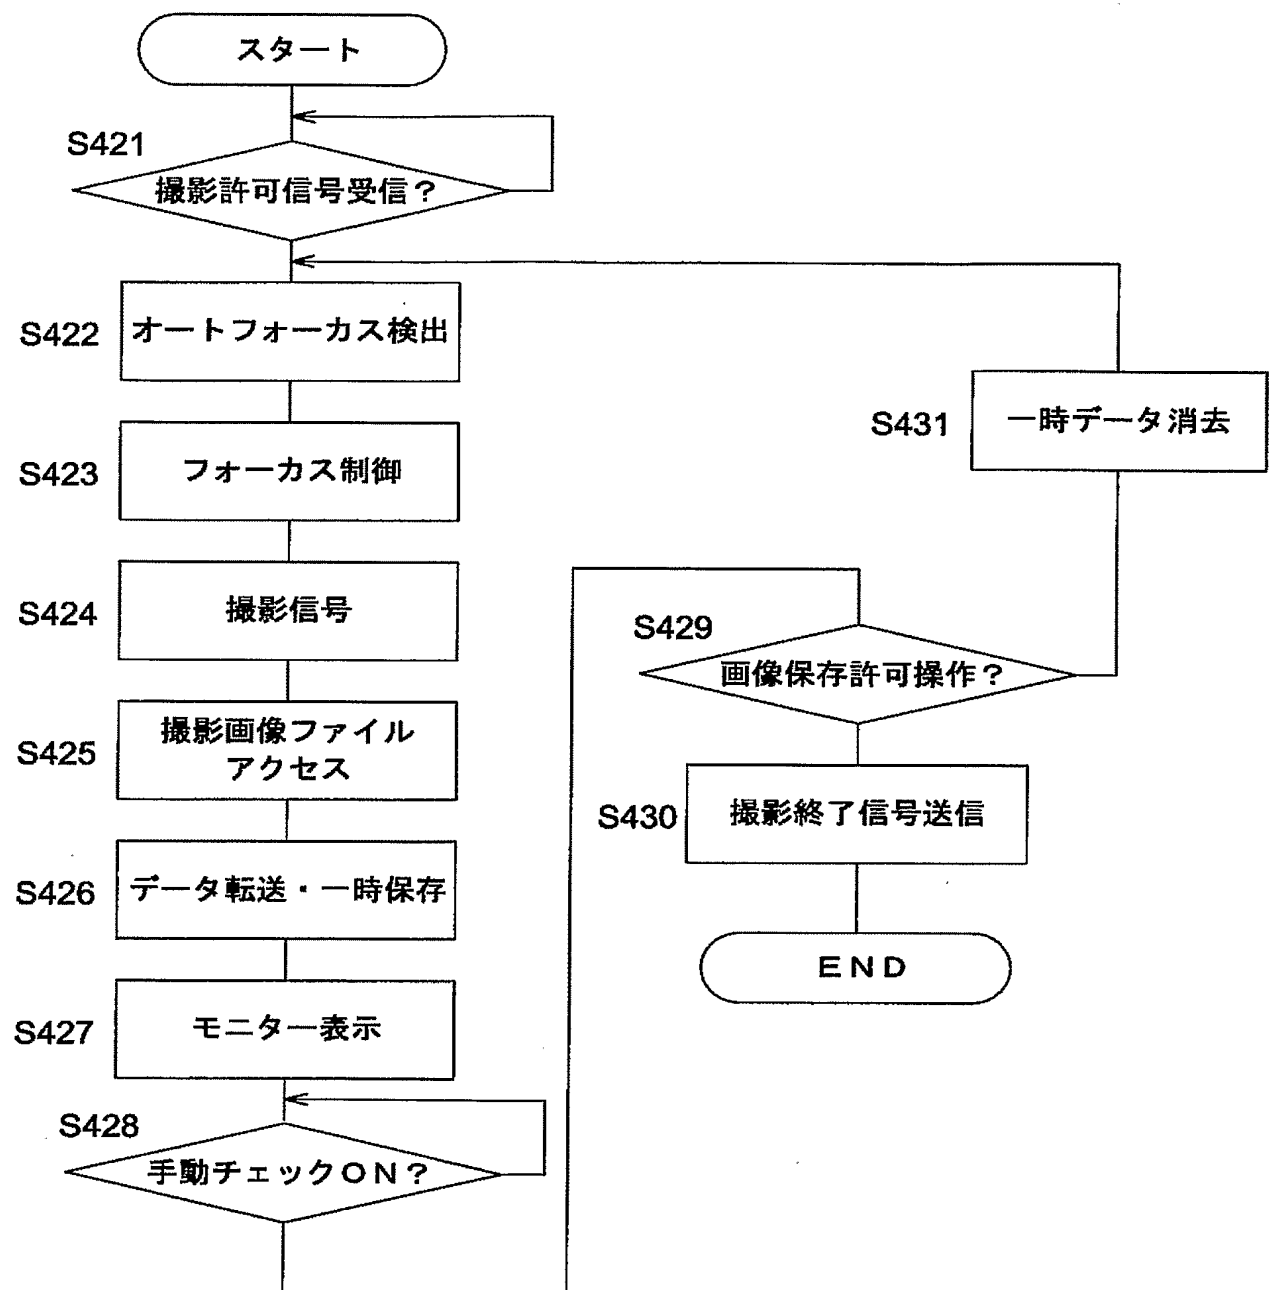 スタート
S421
撮影許可信号受信？
S422
オートフォーカス検出
S423
フォーカス制御
S424
撮影信号
S425
撮影画像ファイル
アクセス
S426
データ転送・一時保存
S427
モニター表示
S428
手動チェックＯＮ？
S429
画像保存許可操作？
S430
撮影終了信号送信
ＥＮＤ
S431
一時データ消去